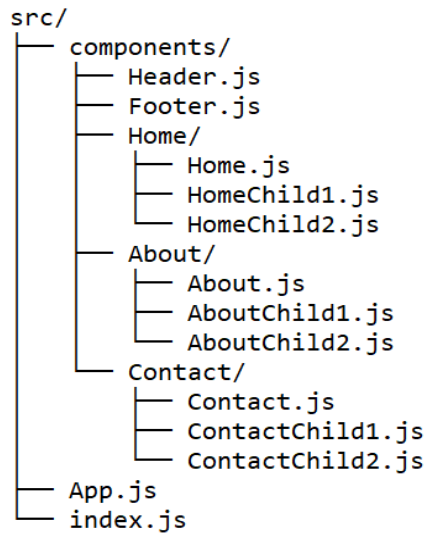 src/
├── components/
│   ├── Header.js
│   ├── Footer.js
│   ├── Home/
│   │   ├── Home.js
│   │   ├── HomeChild1.js
│   │   └── HomeChild2.js
│   ├── About/
│   │   ├── About.js
│   │   ├── AboutChild1.js
│   │   └── AboutChild2.js
│   └── Contact/
│       ├── Contact.js
│       ├── ContactChild1.js
│       └── ContactChild2.js
├── App.js
└── index.js